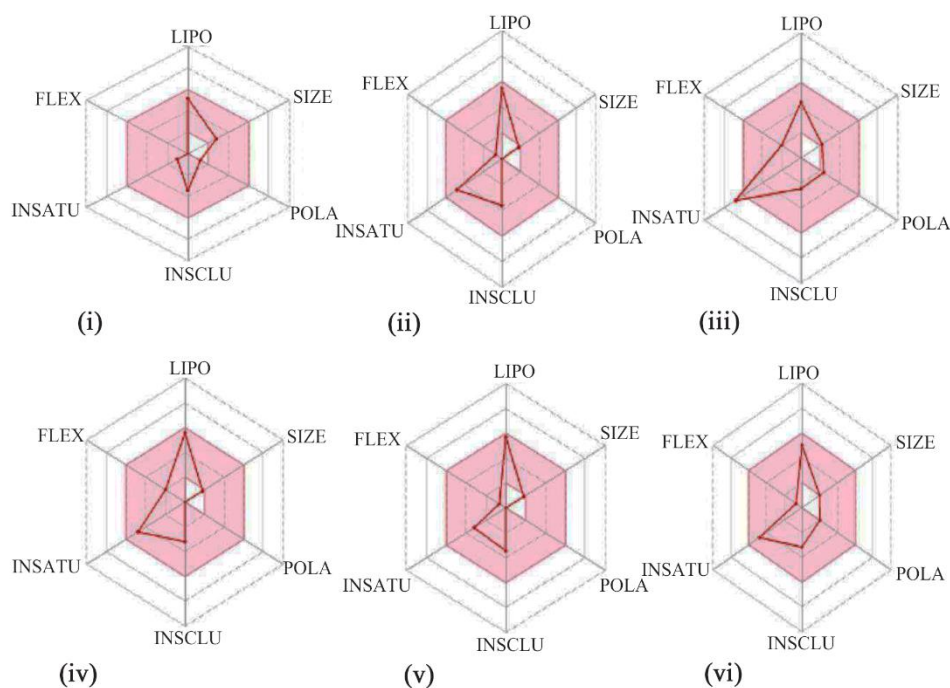 LIPO
FLEX
SIZE
INSATU
POLA
INSCLU
(i)
LIPO
FLEX
SIZE
INSATU
POLA
INSCLU
(ii)
LIPO
FLEX
SIZE
INSATU
POLA
INSCLU
(iii)
LIPO
FLEX
SIZE
INSATU
POLA
INSCLU
(iv)
LIPO
FLEX
SIZE
INSATU
POLA
INSCLU
(v)
LIPO
FLEX
SIZE
INSATU
POLA
INSCLU
(vi)